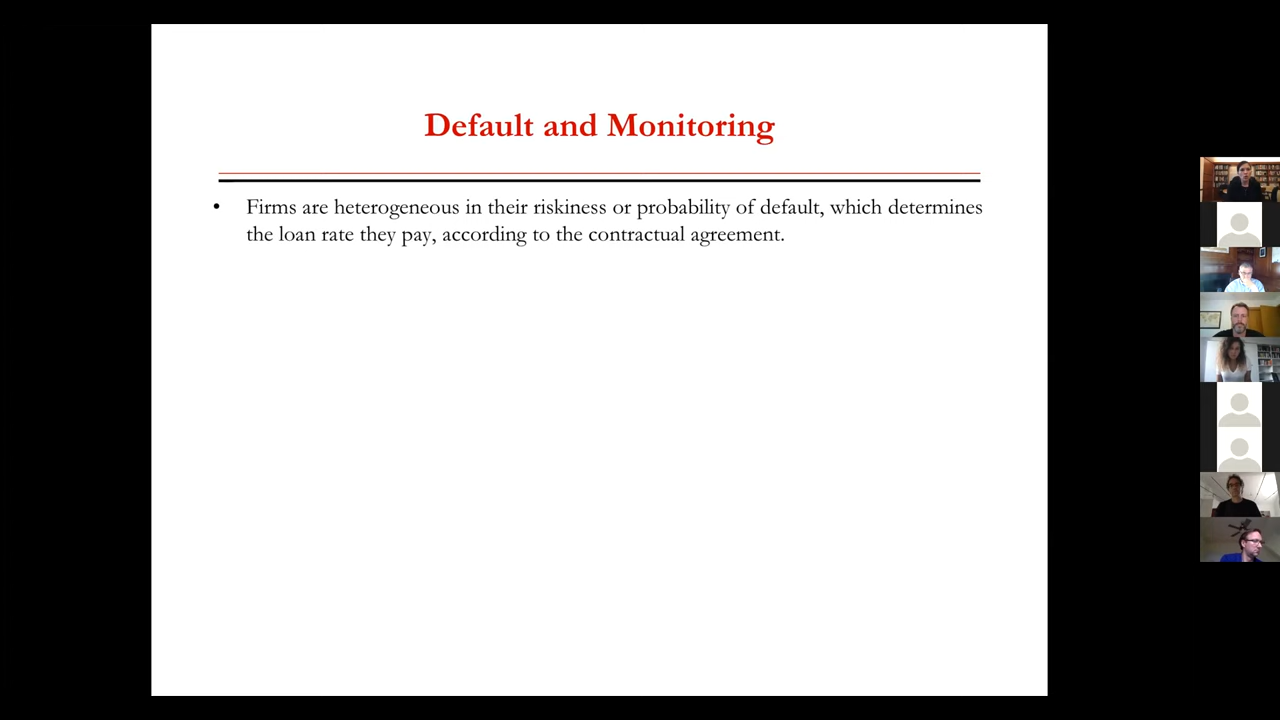 Default and Monitoring
• Firms are heterogeneous in their riskiness or probability of default, which determines
the loan rate they pay, according to the contractual agreement.